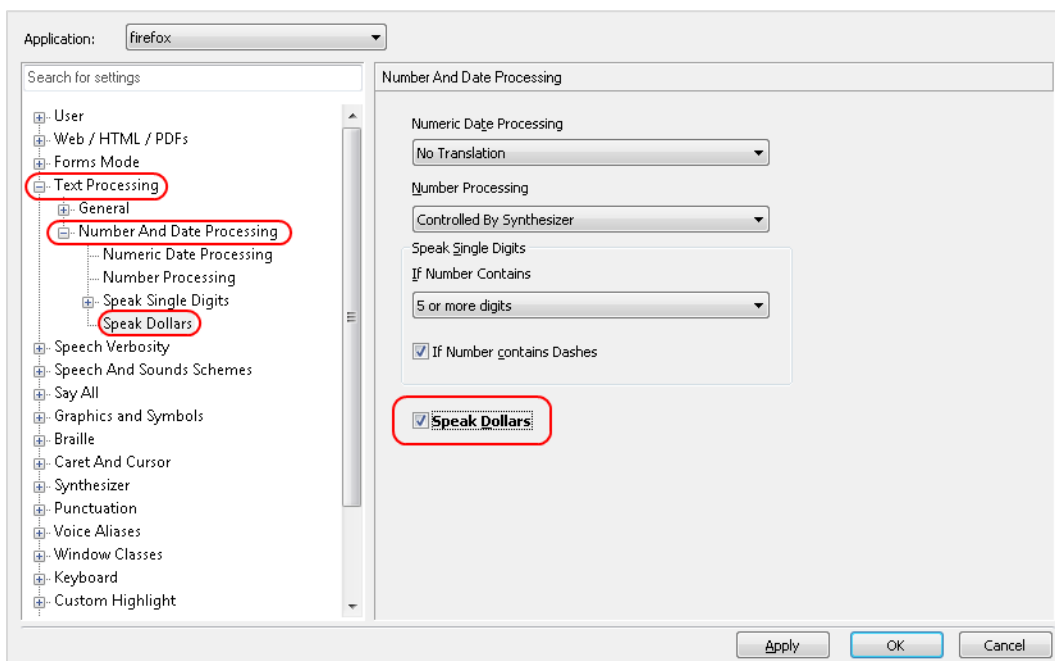 Application: firefox
Search for settings
User
Web / HTML / PDFs
Forms Mode
Text Processing
General
Number And Date Processing
Numeric Date Processing
Number Processing
Speak Single Digits
Speak Dollars
Speech Verbosity
Speech And Sounds Schemes
Say All
Graphics and Symbols
Braille
Caret And Cursor
Synthesizer
Punctuation
Voice Aliases
Window Classes
Keyboard
Custom Highlight
Number And Date Processing
Numeric Date Processing
No Translation
Number Processing
Controlled By Synthesizer
Speak Single Digits
If Number Contains
5 or more digits
If Number contains Dashes
Speak Dollars
Apply OK Cancel